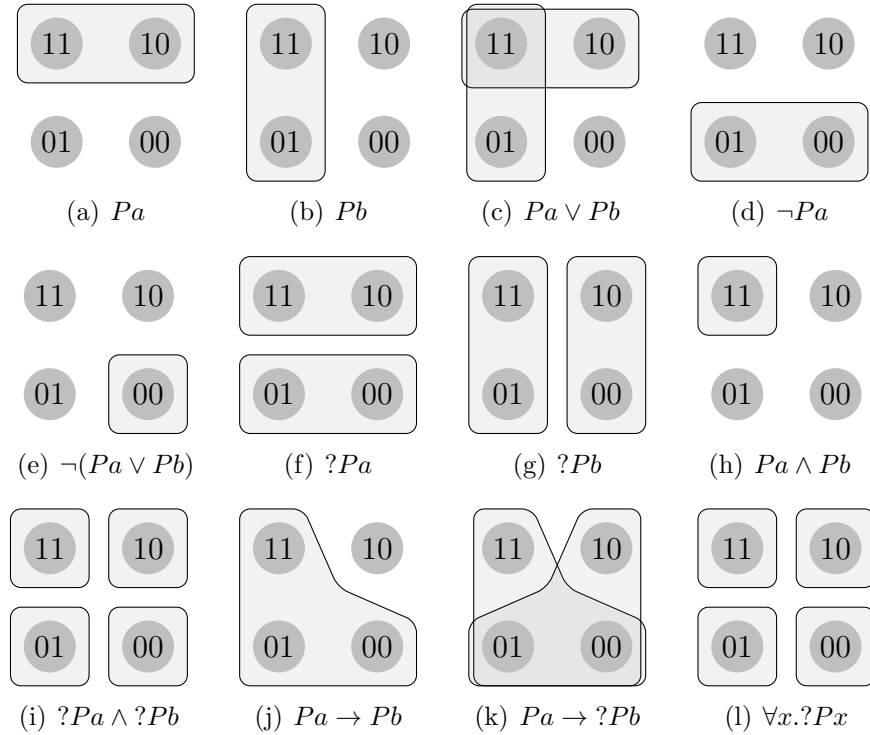 11 10 11 10 11 10 11 10
01 00 01 00 01 00 01 00
(a) Pa (b) Pb (c) Pa ∨ Pb (d) ¬Pa
11 10 11 10 11 10 11 10
01 00 01 00 01 00 01 00
(e) ¬(Pa ∨ Pb) (f) ?Pa (g) ?Pb (h) Pa ∧ Pb
11 10 11 10 11 10 11 10
01 00 01 00 01 00 01 00
(i) ?Pa ∧ ?Pb (j) Pa → Pb (k) Pa → ?Pb (l) ∀x.?Px